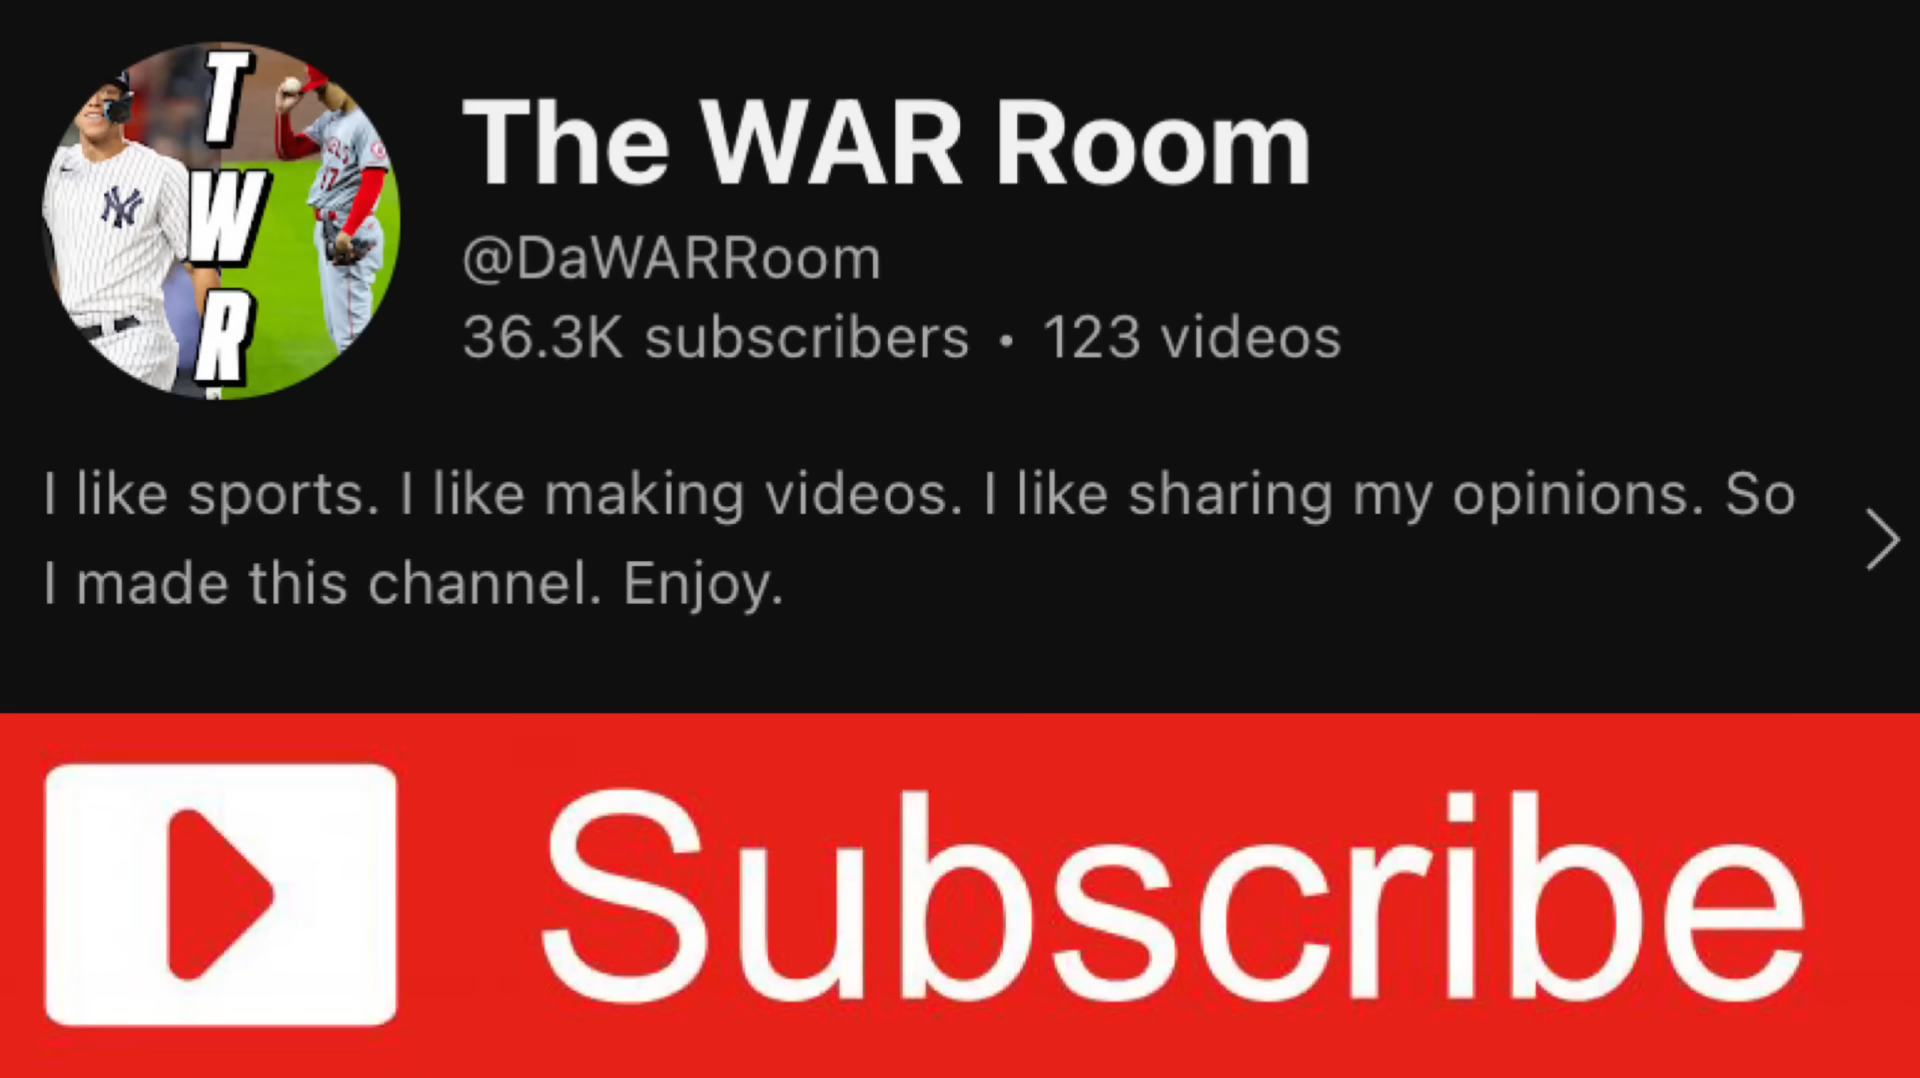 T
W
R
The WAR Room
@DaWARRoom
36.3K subscribers • 123 videos
I like sports. I like making videos. I like sharing my opinions. So
I made this channel. Enjoy.
Subscribe